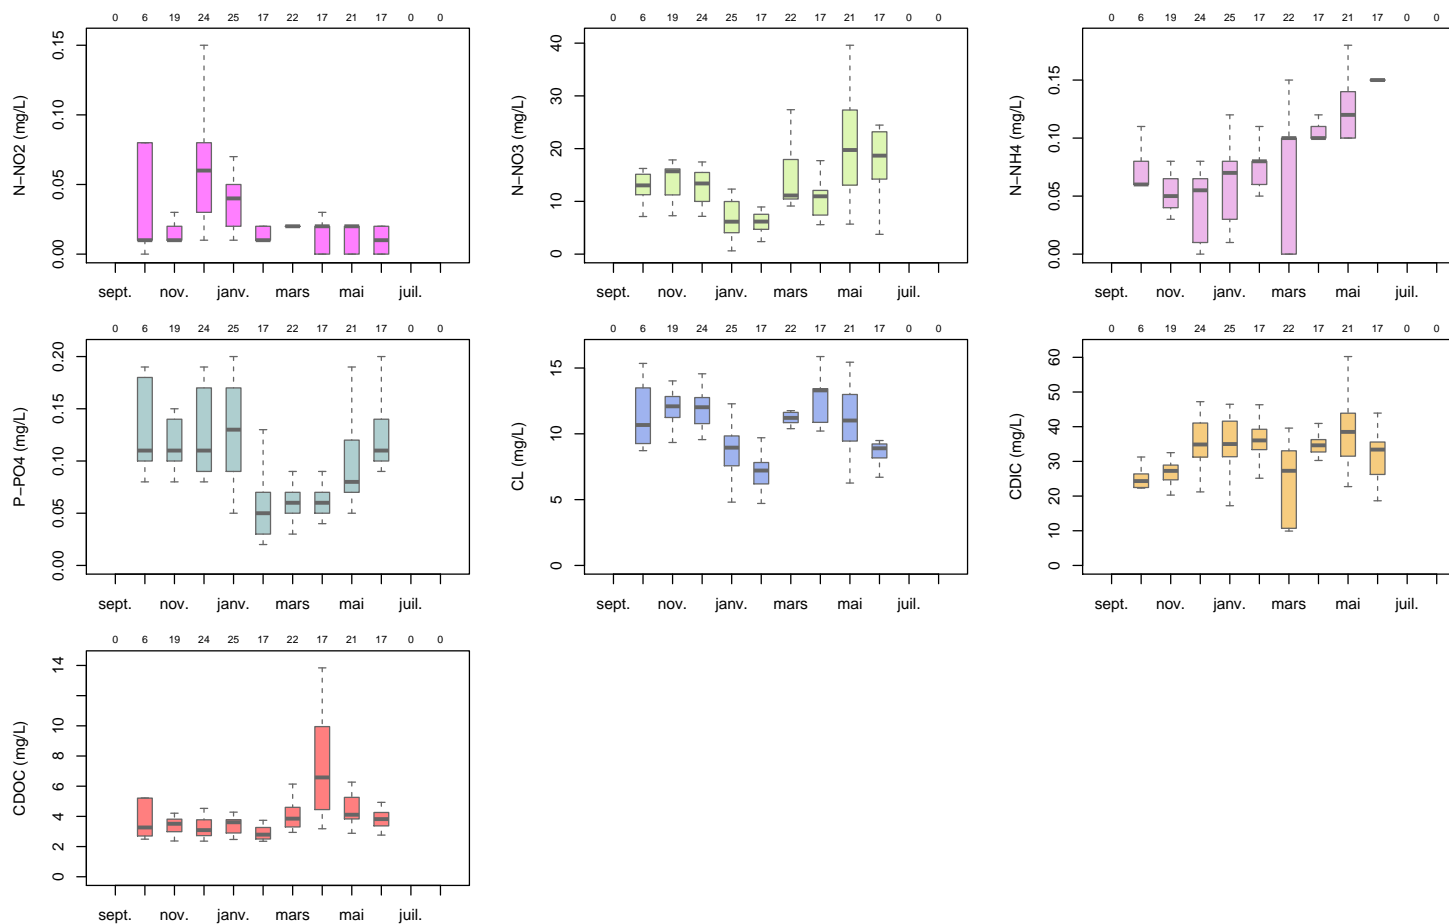 0 6 19 24 25 17 22 17 21 17 0 0
N−NO2 (mg/L)
0.15
0.10
0.05
0.00
sept. nov. janv. mars mai juil.
0 6 19 24 25 17 22 17 21 17 0 0
N−NO3 (mg/L)
40
30
20
10
0
sept. nov. janv. mars mai juil.
0 6 19 24 25 17 22 17 21 17 0 0
N−NH4 (mg/L)
0.15
0.10
0.05
0.00
sept. nov. janv. mars mai juil.
0 6 19 24 25 17 22 17 21 17 0 0
P−PO4 (mg/L)
0.20
0.15
0.10
0.05
0.00
sept. nov. janv. mars mai juil.
0 6 19 24 25 17 22 17 21 17 0 0
CL (mg/L)
15
10
5
0
sept. nov. janv. mars mai juil.
0 6 19 24 25 17 22 17 21 17 0 0
CDIC (mg/L)
60
50
40
30
20
10
0
sept. nov. janv. mars mai juil.
0 6 19 24 25 17 22 17 21 17 0 0
CDOC (mg/L)
14
10
8
6
4
2
0
sept. nov. janv. mars mai juil.